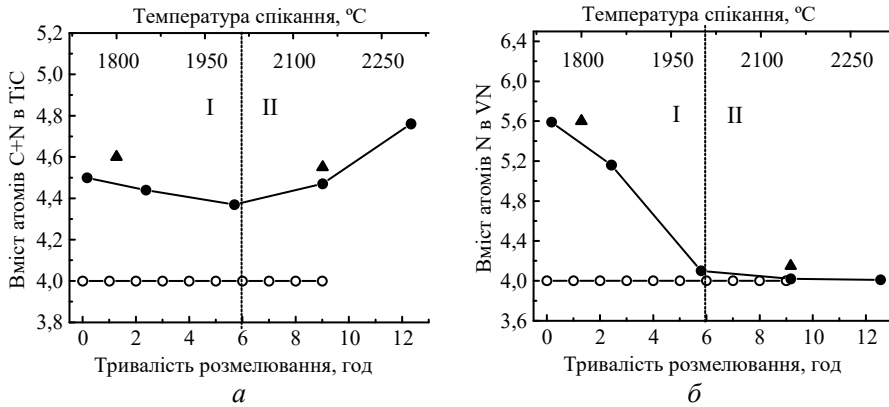 Температура спікання, ºC
5,2
1800 1950 2100 2250
5,0
I II
4,8
4,6
4,4
4,2
4,0
3,8
Вміст атомів C+N в TiC
0 2 4 6 8 10 12
Тривалість розмелювання, год
а
Температура спікання, ºC
6,4
1800 1950 2100 2250
6,0
I II
5,6
5,2
4,8
4,4
4,0
3,6
Вміст атомів N в VN
0 2 4 6 8 10 12
Тривалість розмелювання, год
б